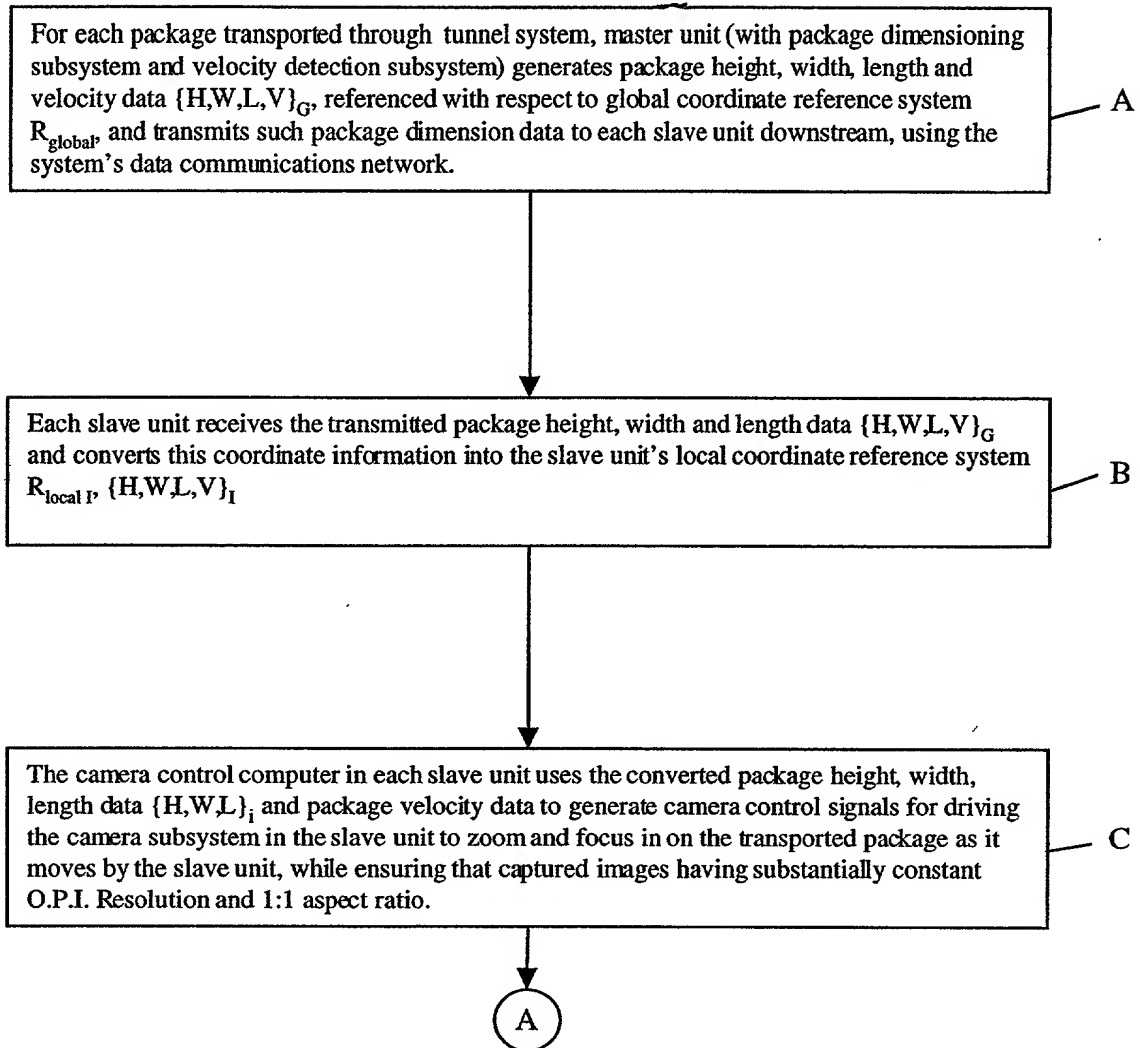 For each package transported through tunnel system, master unit (with package dimensioning
subsystem and velocity detection subsystem) generates package height, width, length and
velocity data {H,W,L,V}G, referenced with respect to global coordinate reference system
Rglobal, and transmits such package dimension data to each slave unit downstream, using the
system's data communications network.
A
Each slave unit receives the transmitted package height, width and length data {H,W,L,V}G
and converts this coordinate information into the slave unit's local coordinate reference system
Rlocal I, {H,W,L,V}I
B
The camera control computer in each slave unit uses the converted package height, width,
length data {H,W,L}i and package velocity data to generate camera control signals for driving
the camera subsystem in the slave unit to zoom and focus in on the transported package as it
moves by the slave unit, while ensuring that captured images having substantially constant
O.P.I. Resolution and 1:1 aspect ratio.
C
A